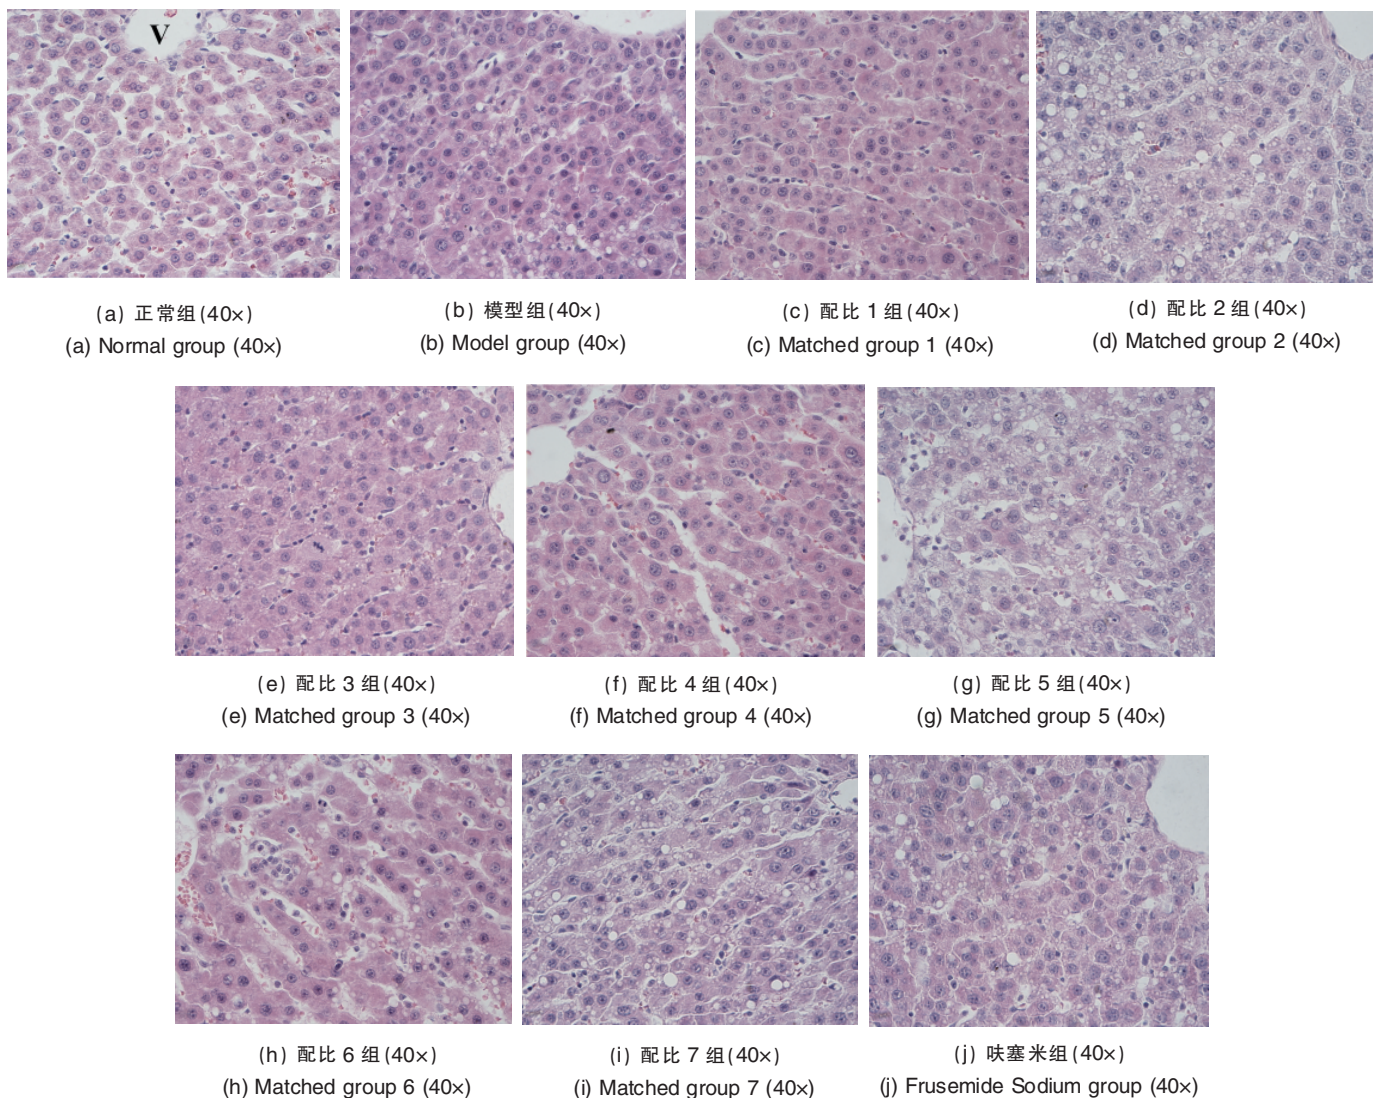 V
(a) 正常组(40×)
(a) Normal group (40×)
(b) 模型组(40×)
(b) Model group (40×)
(c) 配比 1 组(40×)
(c) Matched group 1 (40×)
(d) 配比 2 组(40×)
(d) Matched group 2 (40×)
(e) 配比 3 组(40×)
(e) Matched group 3 (40×)
(f) 配比 4 组(40×)
(f) Matched group 4 (40×)
(g) 配比 5 组(40×)
(g) Matched group 5 (40×)
(h) 配比 6 组(40×)
(h) Matched group 6 (40×)
(i) 配比 7 组(40×)
(i) Matched group 7 (40×)
(j) 呋塞米组(40×)
(j) Frusemide Sodium group (40×)